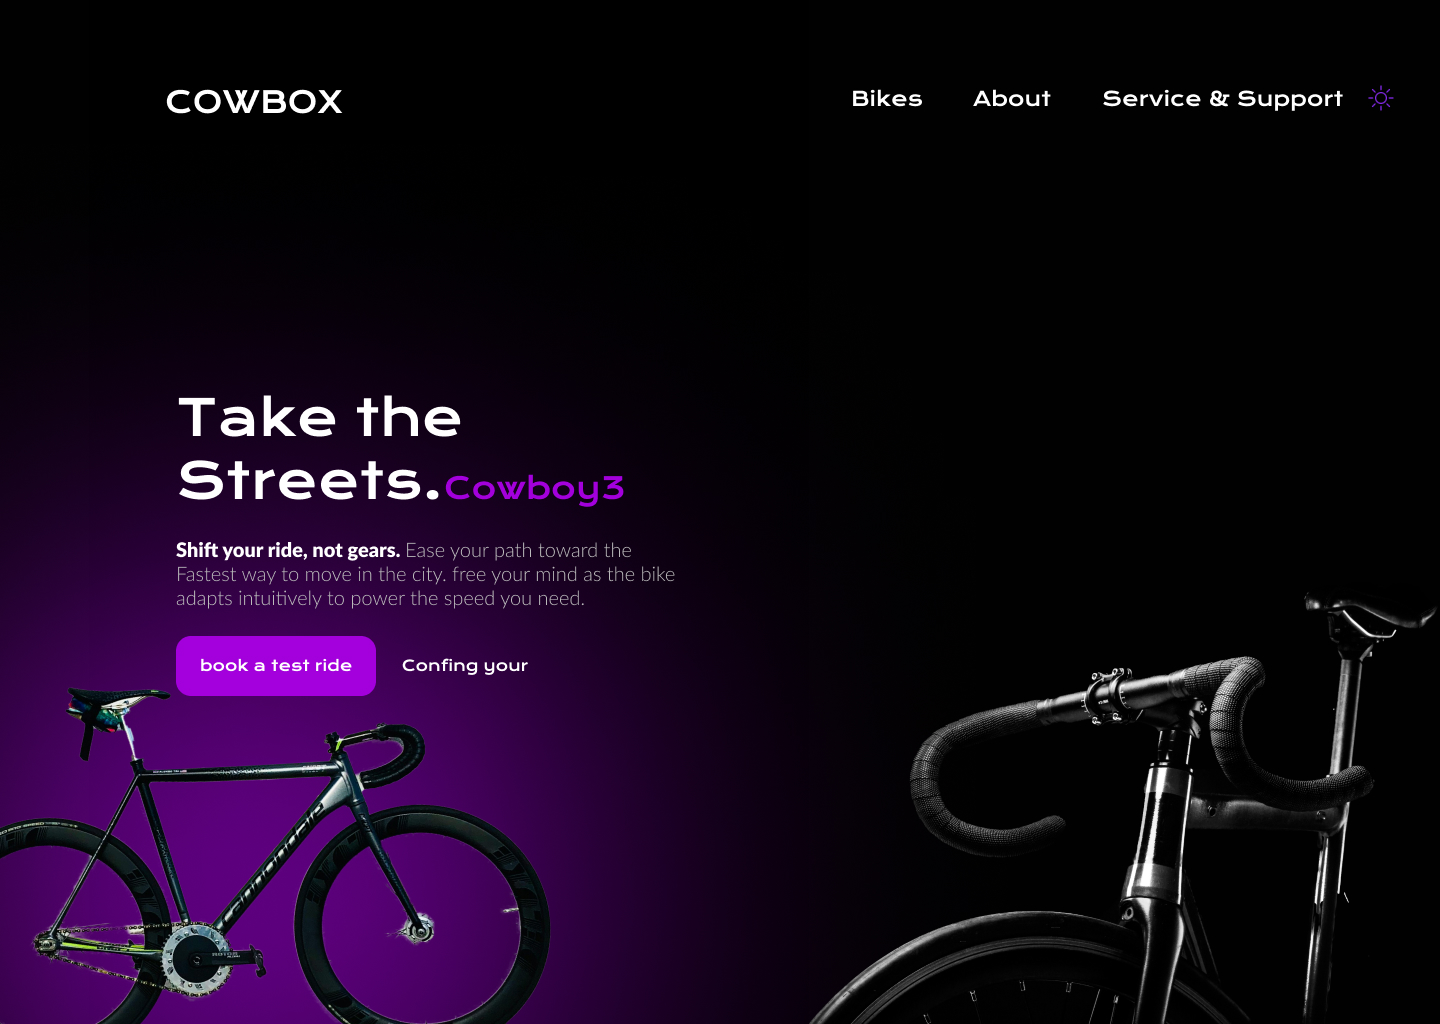 COWBOX
Bikes About Service & Support
Take the
Streets. Cowboy3
Shift your ride, not gears. Ease your path toward the
Fastest way to move in the city. free your mind as the bike
adapts intuitively to power the speed you need.
book a test ride Confing your
cannondale
ROTOR